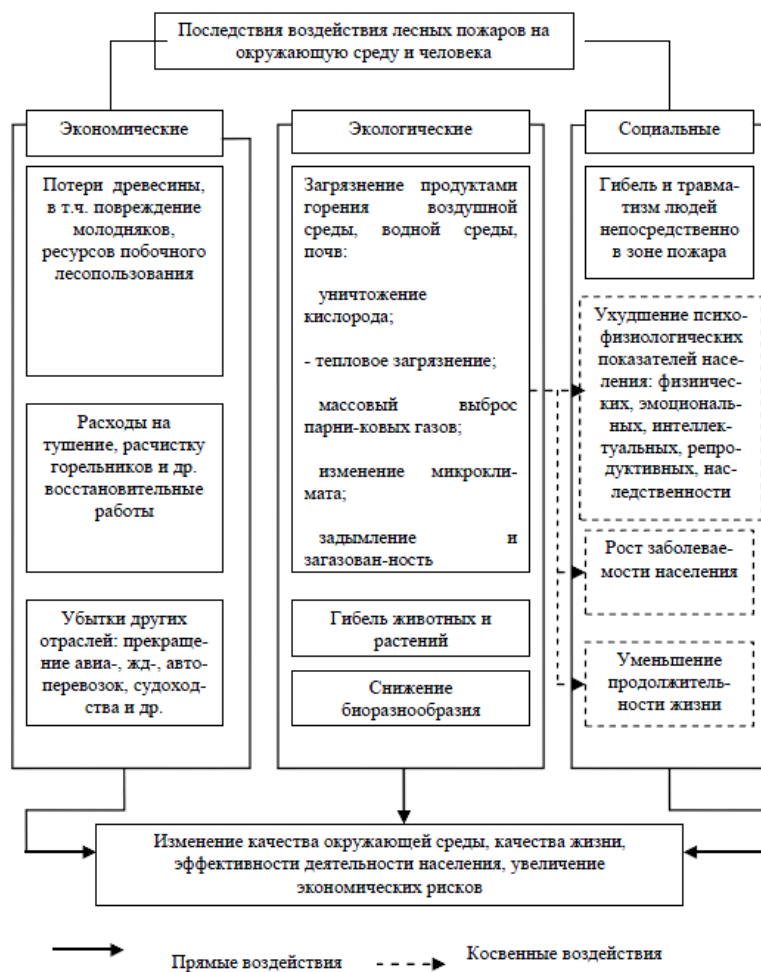 Последствия воздействия лесных пожаров на
окружающую среду и человека
Экономические
Потери древесины,
в т.ч. повреждение
молодняков,
ресурсов побочного
лесопользования
Расходы на
тушение, расчистку
горельников и др.
восстановительные
работы
Убытки других
отраслей: прекраще-
ние авиа-, жд-, авто-
перевозок, судоход-
ства и др.
Экологические
Загрязнение продуктами
горения воздушной
среды, водной среды,
почв:
уничтожение
кислорода;
- тепловое загрязнение;
массовый выброс
парни-ковых газов;
изменение микрокли-
мата;
задымление и
загазован-ность
Гибель животных и
растений
Снижение
биоразнообразия
Социальные
Гибель и травма-
тизм людей
непосредственно
в зоне пожара
Ухудшение психо-
физиологических
показателей насе-
ления: физиичес-
ких, эмоциональ-
ных, интеллек-
туальных, репро-
дуктивных, нас-
ледственности
Рост заболевае-
мости населения
Уменьшение
продолжитель-
ности жизни
Изменение качества окружающей среды, качества жизни,
эффективности деятельности населения, увеличение
экономических рисков
Прямые воздействия
Косвенные воздействия